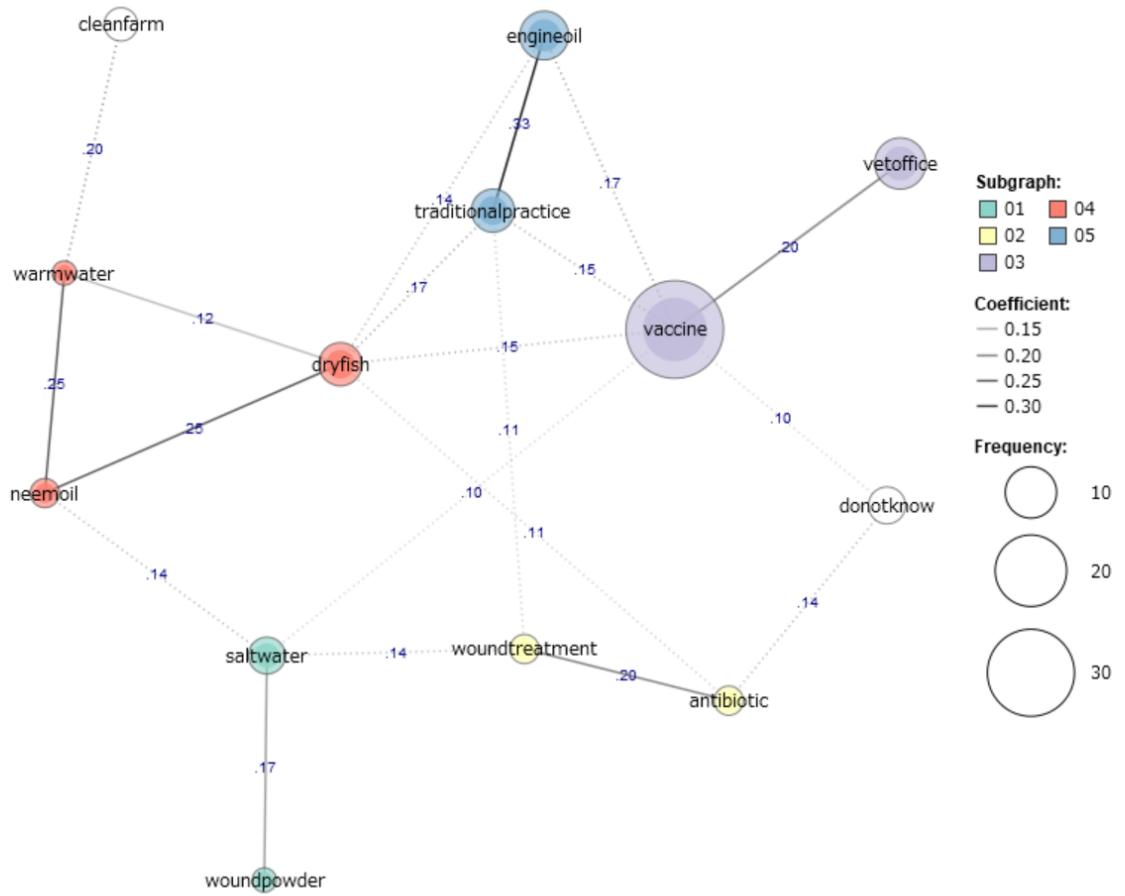 cleanfarm
engineoil
.20
.33
vetoffice
.17
Subgraph:
.14
traditionalpractice
01
04
02
05
03
.20
warmwater
.15
.17
Coefficient:
.12
vaccine
0.15
.15
dryfish
0.20
.25
0.25
0.30
.25
.11
.10
Frequency:
neemoil
.10
10
donotknow
.11
20
.14
.14
saltwater
.14
woundtreatment
.20
30
antibiotic
.17
woundpowder